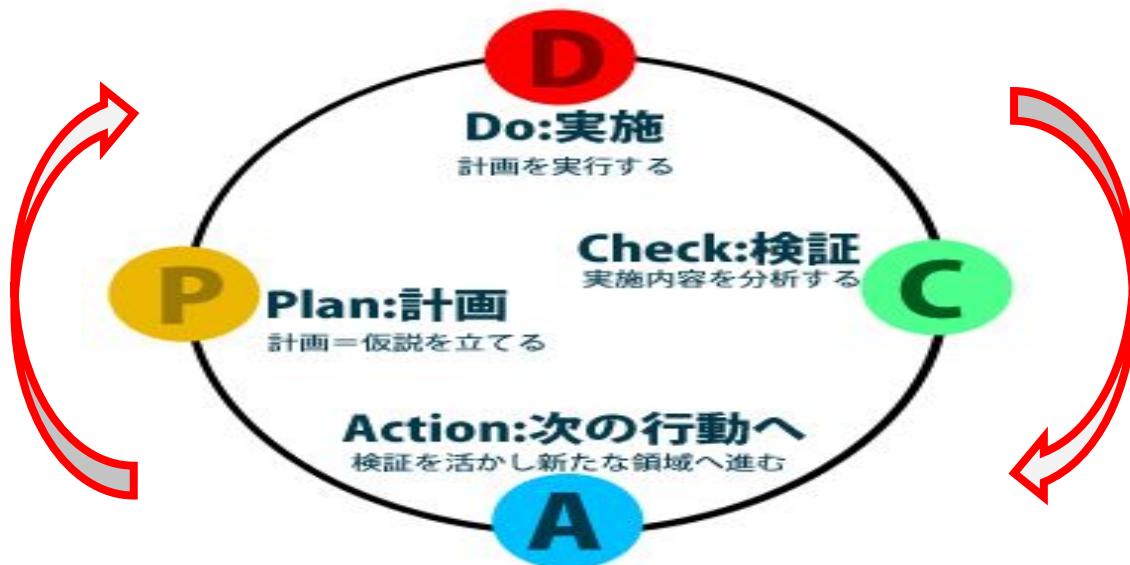 D
Do:実施
計画を実行する
Check:検証
実施内容を分析する
C
P
Plan:計画
計画＝仮説を立てる
Action:次の行動へ
検証を活かし新たな領域へ進む
A